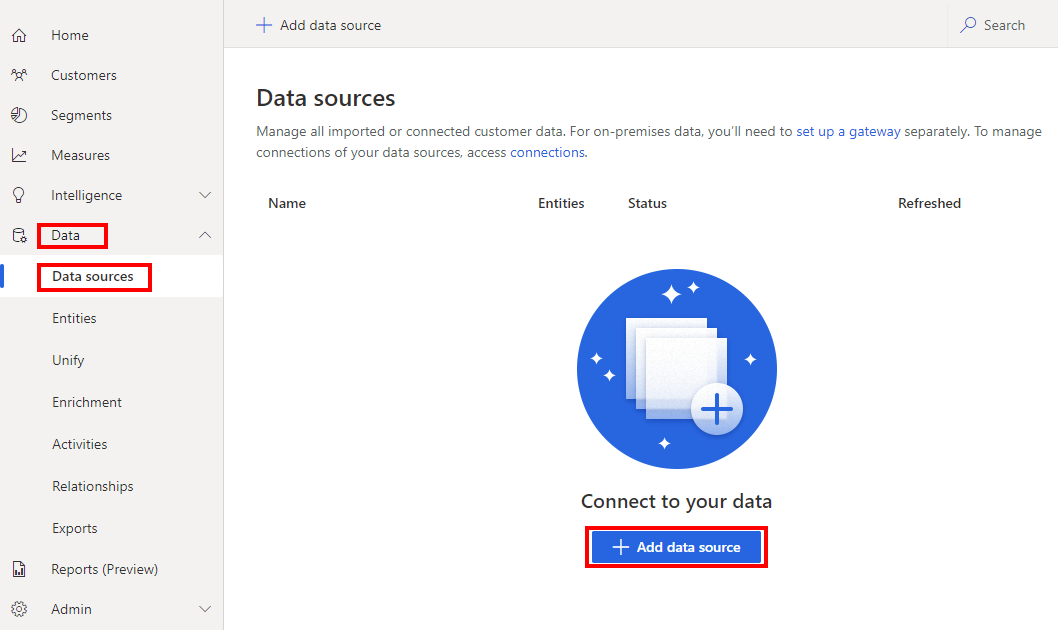 Home
Customers
Segments
Measures
Intelligence
Data
Data sources
Entities
Unify
Enrichment
Activities
Relationships
Exports
Reports (Preview)
Admin
Add data source
Search
Data sources
Manage all imported or connected customer data. For on-premises data, you'll need to set up a gateway separately. To manage
connections of your data sources, access connections.
Name Entities Status Refreshed
Connect to your data
Add data source